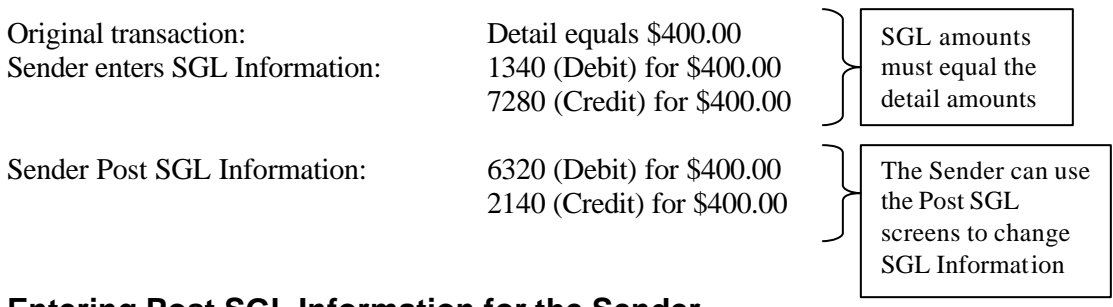 Original transaction: Detail equals $400.00
Sender enters SGL Information: 1340 (Debit) for $400.00
7280 (Credit) for $400.00
SGL amounts
must equal the
detail amounts
Sender Post SGL Information: 6320 (Debit) for $400.00
2140 (Credit) for $400.00
The Sender can use
the Post SGL
screens to change
SGL Information
Entering Post SGL Information for the Sender